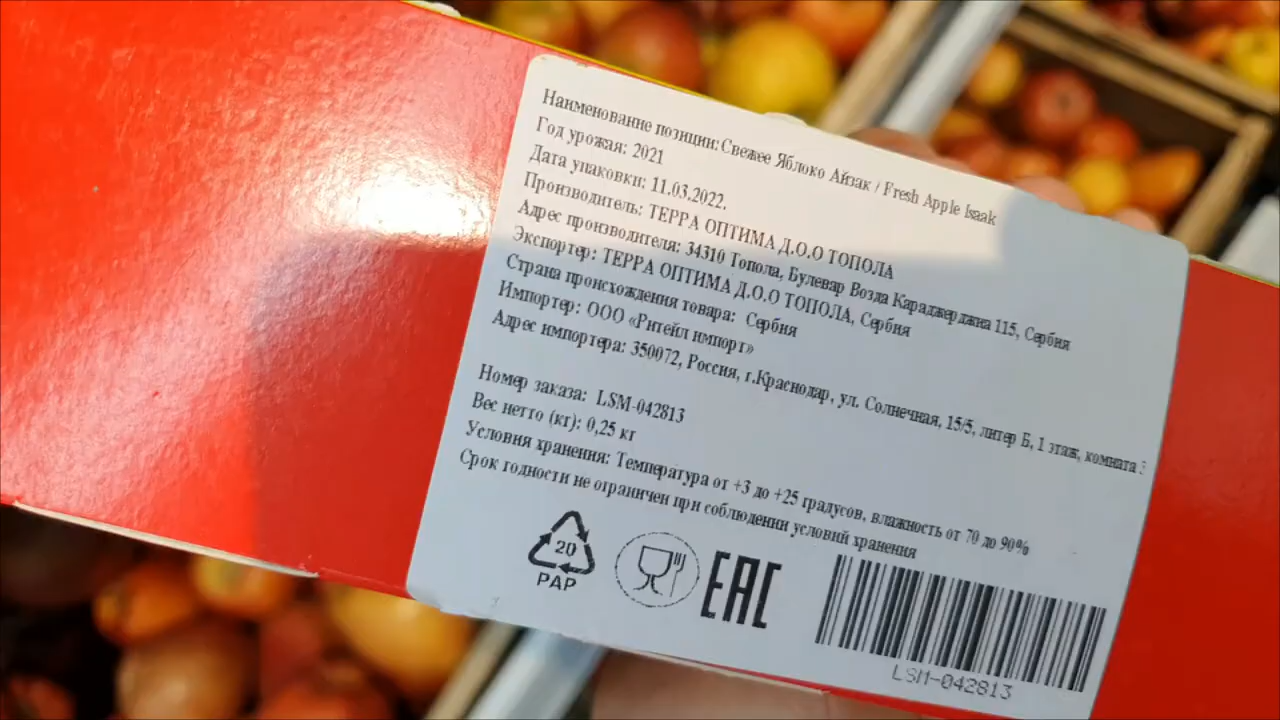 Наименование позиции: Свежее Яблоко Айзак / Fresh Apple Isaak
Год урожая: 2021
Дата упаковки: 11.03.2022.
Производитель: ТЕРРА ОПТИМА Д.О.О ТОПОЛА
Адрес производителя: 34310 Топола, Булевар Возда Караджерджиа 115, Сербия
Экспортер: ТЕРРА ОПТИМА Д.О.О ТОПОЛА, Сербия
Страна происхождения товара: Сербия
Импортер: ООО «Ритейл импорт»
Адрес импортера: 350072, Россия, г.Краснодар, ул. Солнечная, 15/5, литер Б, 1 этаж, комната
Номер заказа: LSM-042813
Вес нетто (кг): 0,25 кг
Условия хранения: Температура от +3 до +25 градусов, влажность от 70 до 90%
Срок годности не ограничен при соблюдении условий хранения
20
PAP
EAC
LSM-042813